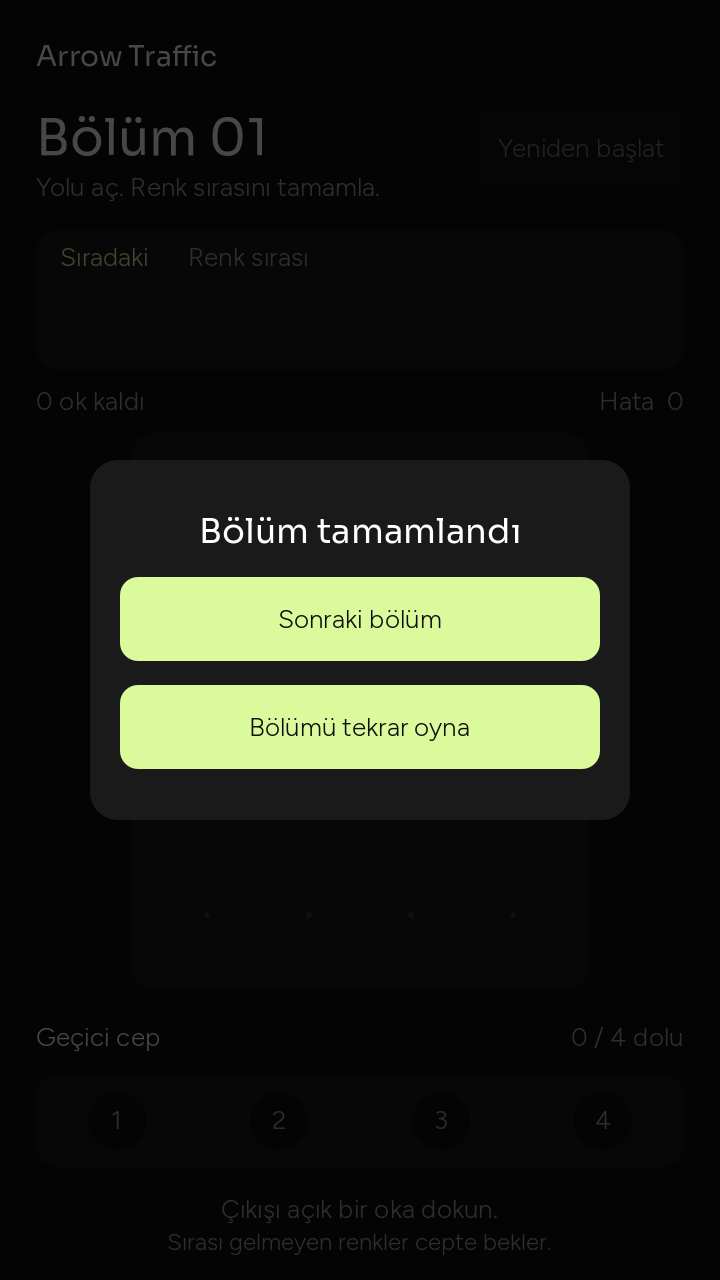 Arrow Traffic
Bölüm 01
Yeniden başlat
Yolu aç. Renk sırasını tamamla.
Sıradaki Renk sırası
0 ok kaldı Hata 0
Bölüm tamamlandı
Sonraki bölüm
Bölümü tekrar oyna
Geçici cep 0 / 4 dolu
1 2 3 4
Çıkışı açık bir oka dokun.
Sırası gelmeyen renkler cepte bekler.